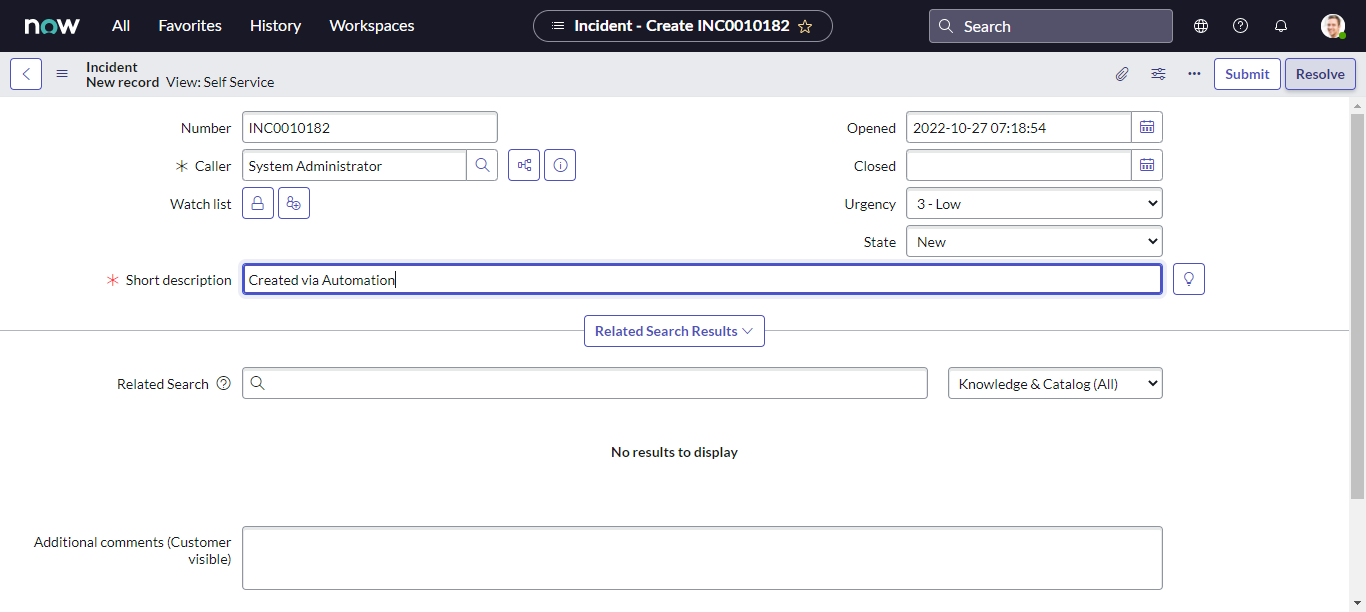 now All Favorites History Workspaces Incident - Create INC0010182 Search
Incident
New record View: Self Service
Submit Resolve
Number INC0010182
Opened 2022-10-27 07:18:54
Caller System Administrator
Closed
Watch list
Urgency 3 - Low
State New
Short description Created via Automation
Related Search Results
Related Search Knowledge & Catalog (All)
No results to display
Additional comments (Customer
visible)